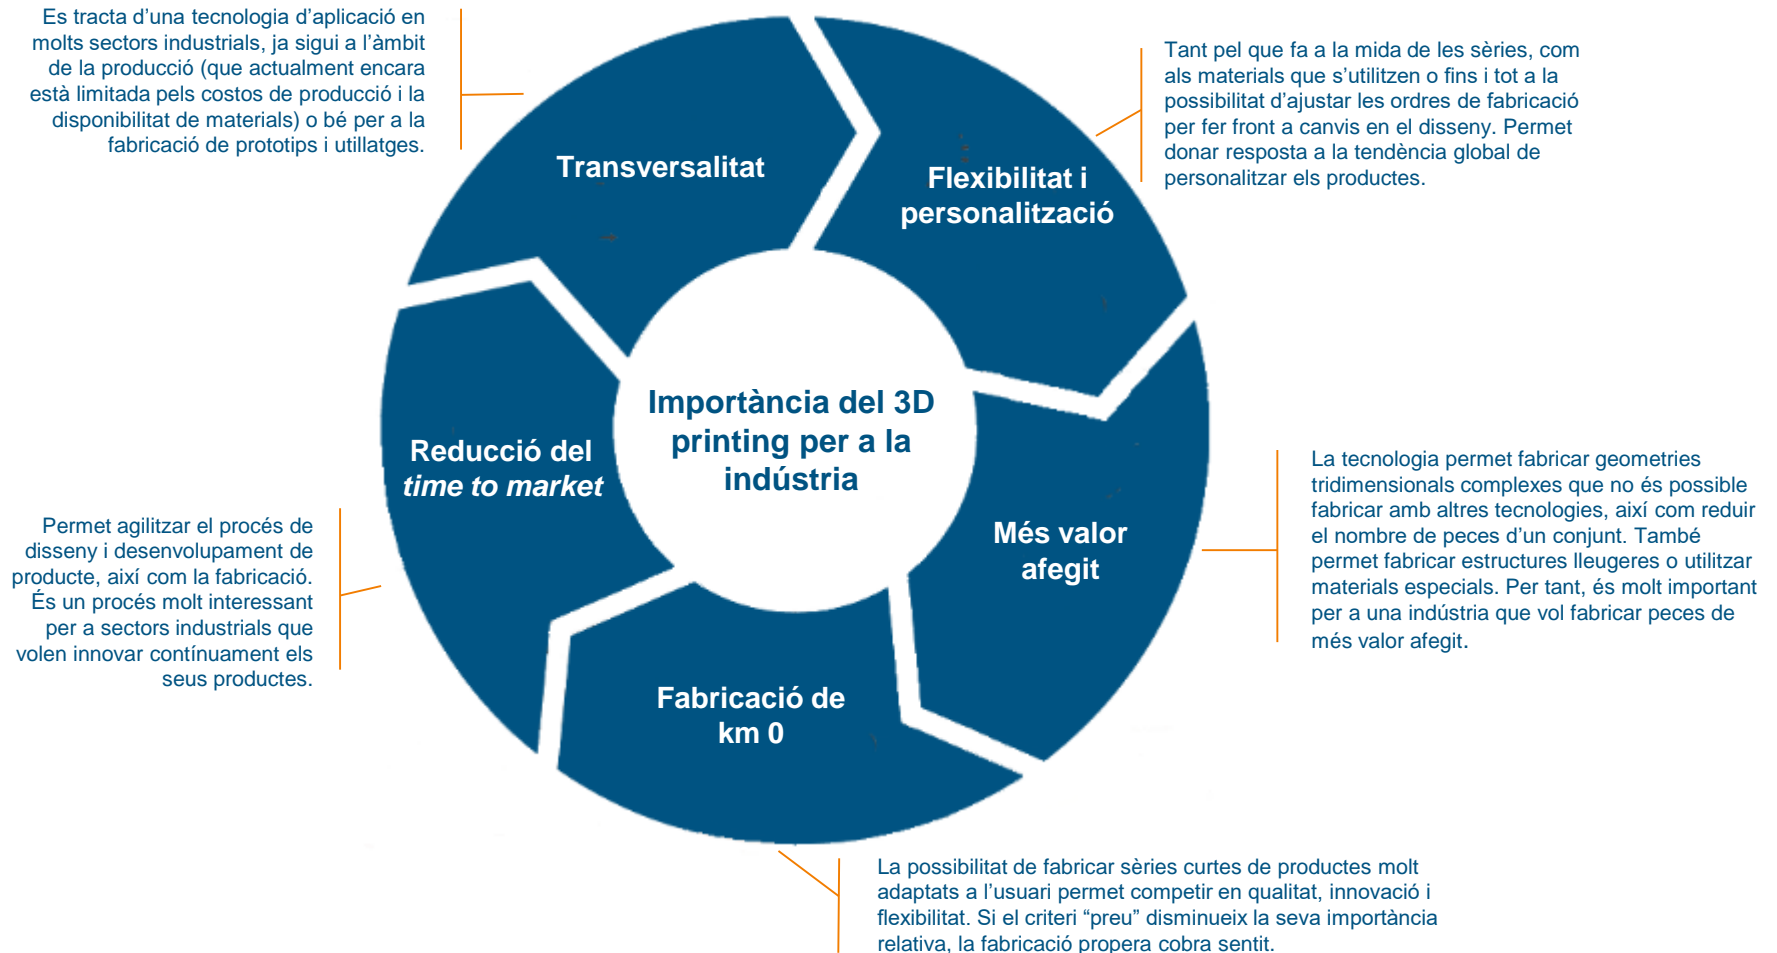 Es tracta d’una tecnologia d’aplicació en
molts sectors industrials, ja sigui a l’àmbit
de la producció (que actualment encara
està limitada pels costos de producció i la
disponibilitat de materials) o bé per a la
fabricació de prototips i utillatges.
Transversalitat
Tant pel que fa a la mida de les sèries, com
als materials que s’utilitzen o fins i tot a la
possibilitat d’ajustar les ordres de fabricació
per fer front a canvis en el disseny. Permet
donar resposta a la tendència global de
personalitzar els productes.
Flexibilitat i
personalització
Importància del 3D
printing per a la
indústria
Reducció del
time to market
Permet agilitzar el procés de
disseny i desenvolupament de
producte, així com la fabricació.
És un procés molt interessant
per a sectors industrials que
volen innovar contínuament els
seus productes.
Més valor
afegit
La tecnologia permet fabricar geometries
tridimensionals complexes que no és possible
fabricar amb altres tecnologies, així com reduir
el nombre de peces d’un conjunt. També
permet fabricar estructures lleugeres o utilitzar
materials especials. Per tant, és molt important
per a una indústria que vol fabricar peces de
més valor afegit.
Fabricació de
km 0
La possibilitat de fabricar sèries curtes de productes molt
adaptats a l’usuari permet competir en qualitat, innovació i
flexibilitat. Si el criteri “preu” disminueix la seva importància
relativa, la fabricació propera cobra sentit.